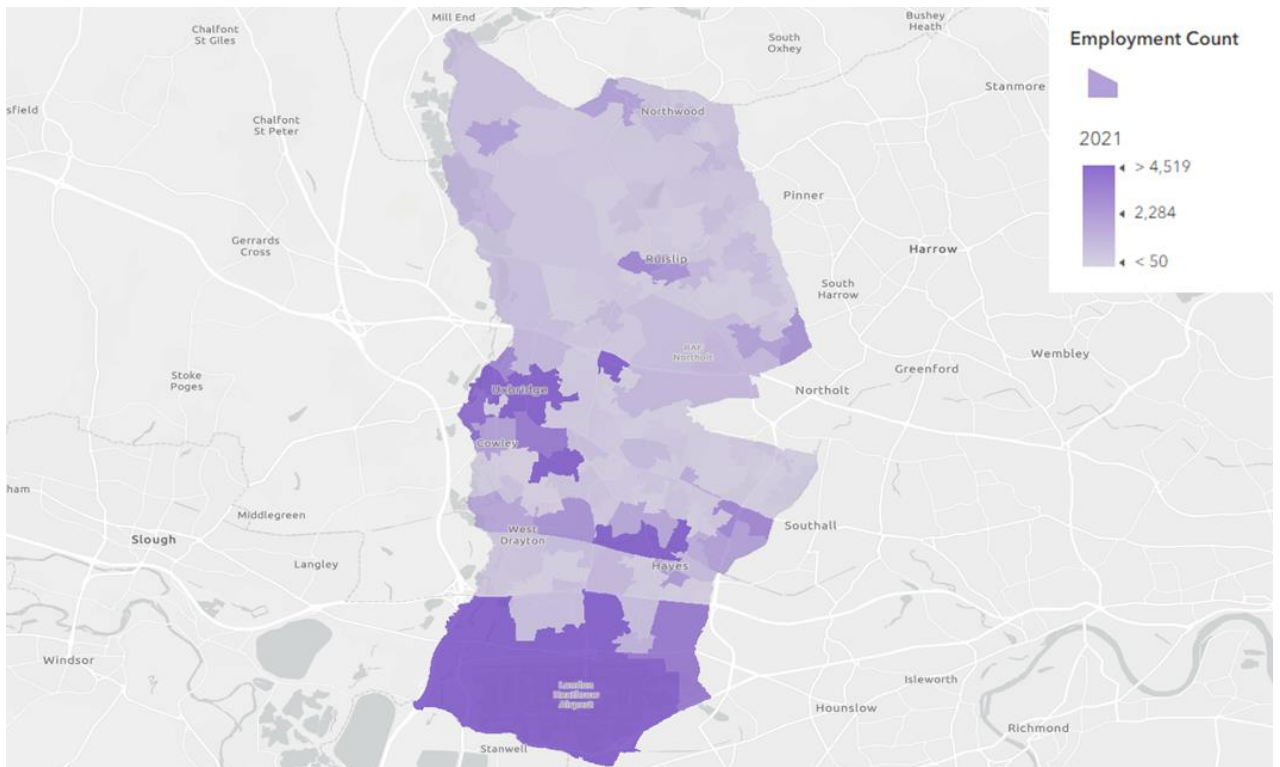 Mill End
Bushey
Heath
Chalfont
St Giles
South
Oxhey
Employment Count
Stanmore
sfield
Northwood
Chalfont
St Peter
2021
> 4,519
Pinner
2,284
Gerrards
Cross
Harrow
Ruislip
< 50
South
Harrow
RAF
Northolt
Wembley
Stoke
Poges
Greenford
Uxbridge
Northolt
Cowley
ham
Middlegreen
West
Drayton
Southall
Slough
Langley
Hayes
Windsor
London
Heathrow
Airport
Isleworth
Hounslow
Richmond
Stanwell